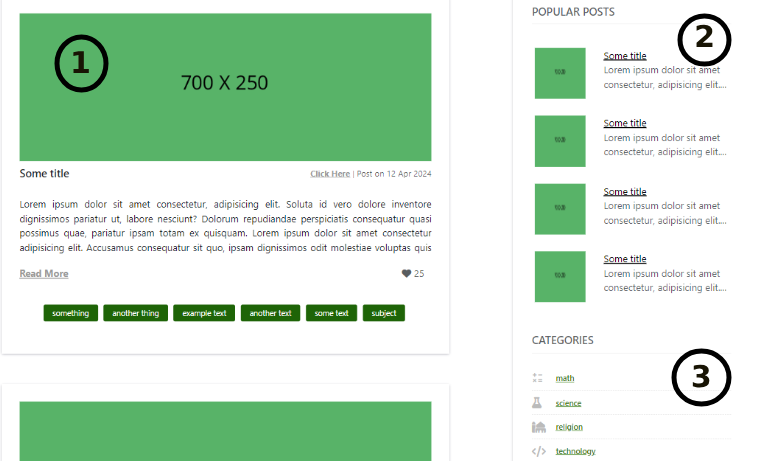 1
700 X 250
Some title
Click Here | Post on 12 Apr 2024
Lorem ipsum dolor sit amet consectetur, adipisicing elit. Soluta id vero dolore inventore
dignissimos pariatur ut, labore nesciunt? Dolorum repudiandae perspiciatis consequatur quasi
possimus quae, pariatur ipsam totam ex quisquam. Lorem ipsum dolor sit amet consectetur
adipisicing elit. Accusamus consequatur sit quo, ipsam dignissimos odit molestiae voluptas quis
Read More
25
something
another thing
example text
another text
some text
subject
POPULAR POSTS
2
Some title
Lorem ipsum dolor sit amet
consectetur, adipisicing elit....
Some title
Lorem ipsum dolor sit amet
consectetur, adipisicing elit....
Some title
Lorem ipsum dolor sit amet
consectetur, adipisicing elit....
Some title
Lorem ipsum dolor sit amet
consectetur, adipisicing elit....
CATEGORIES
3
math
science
religion
technology